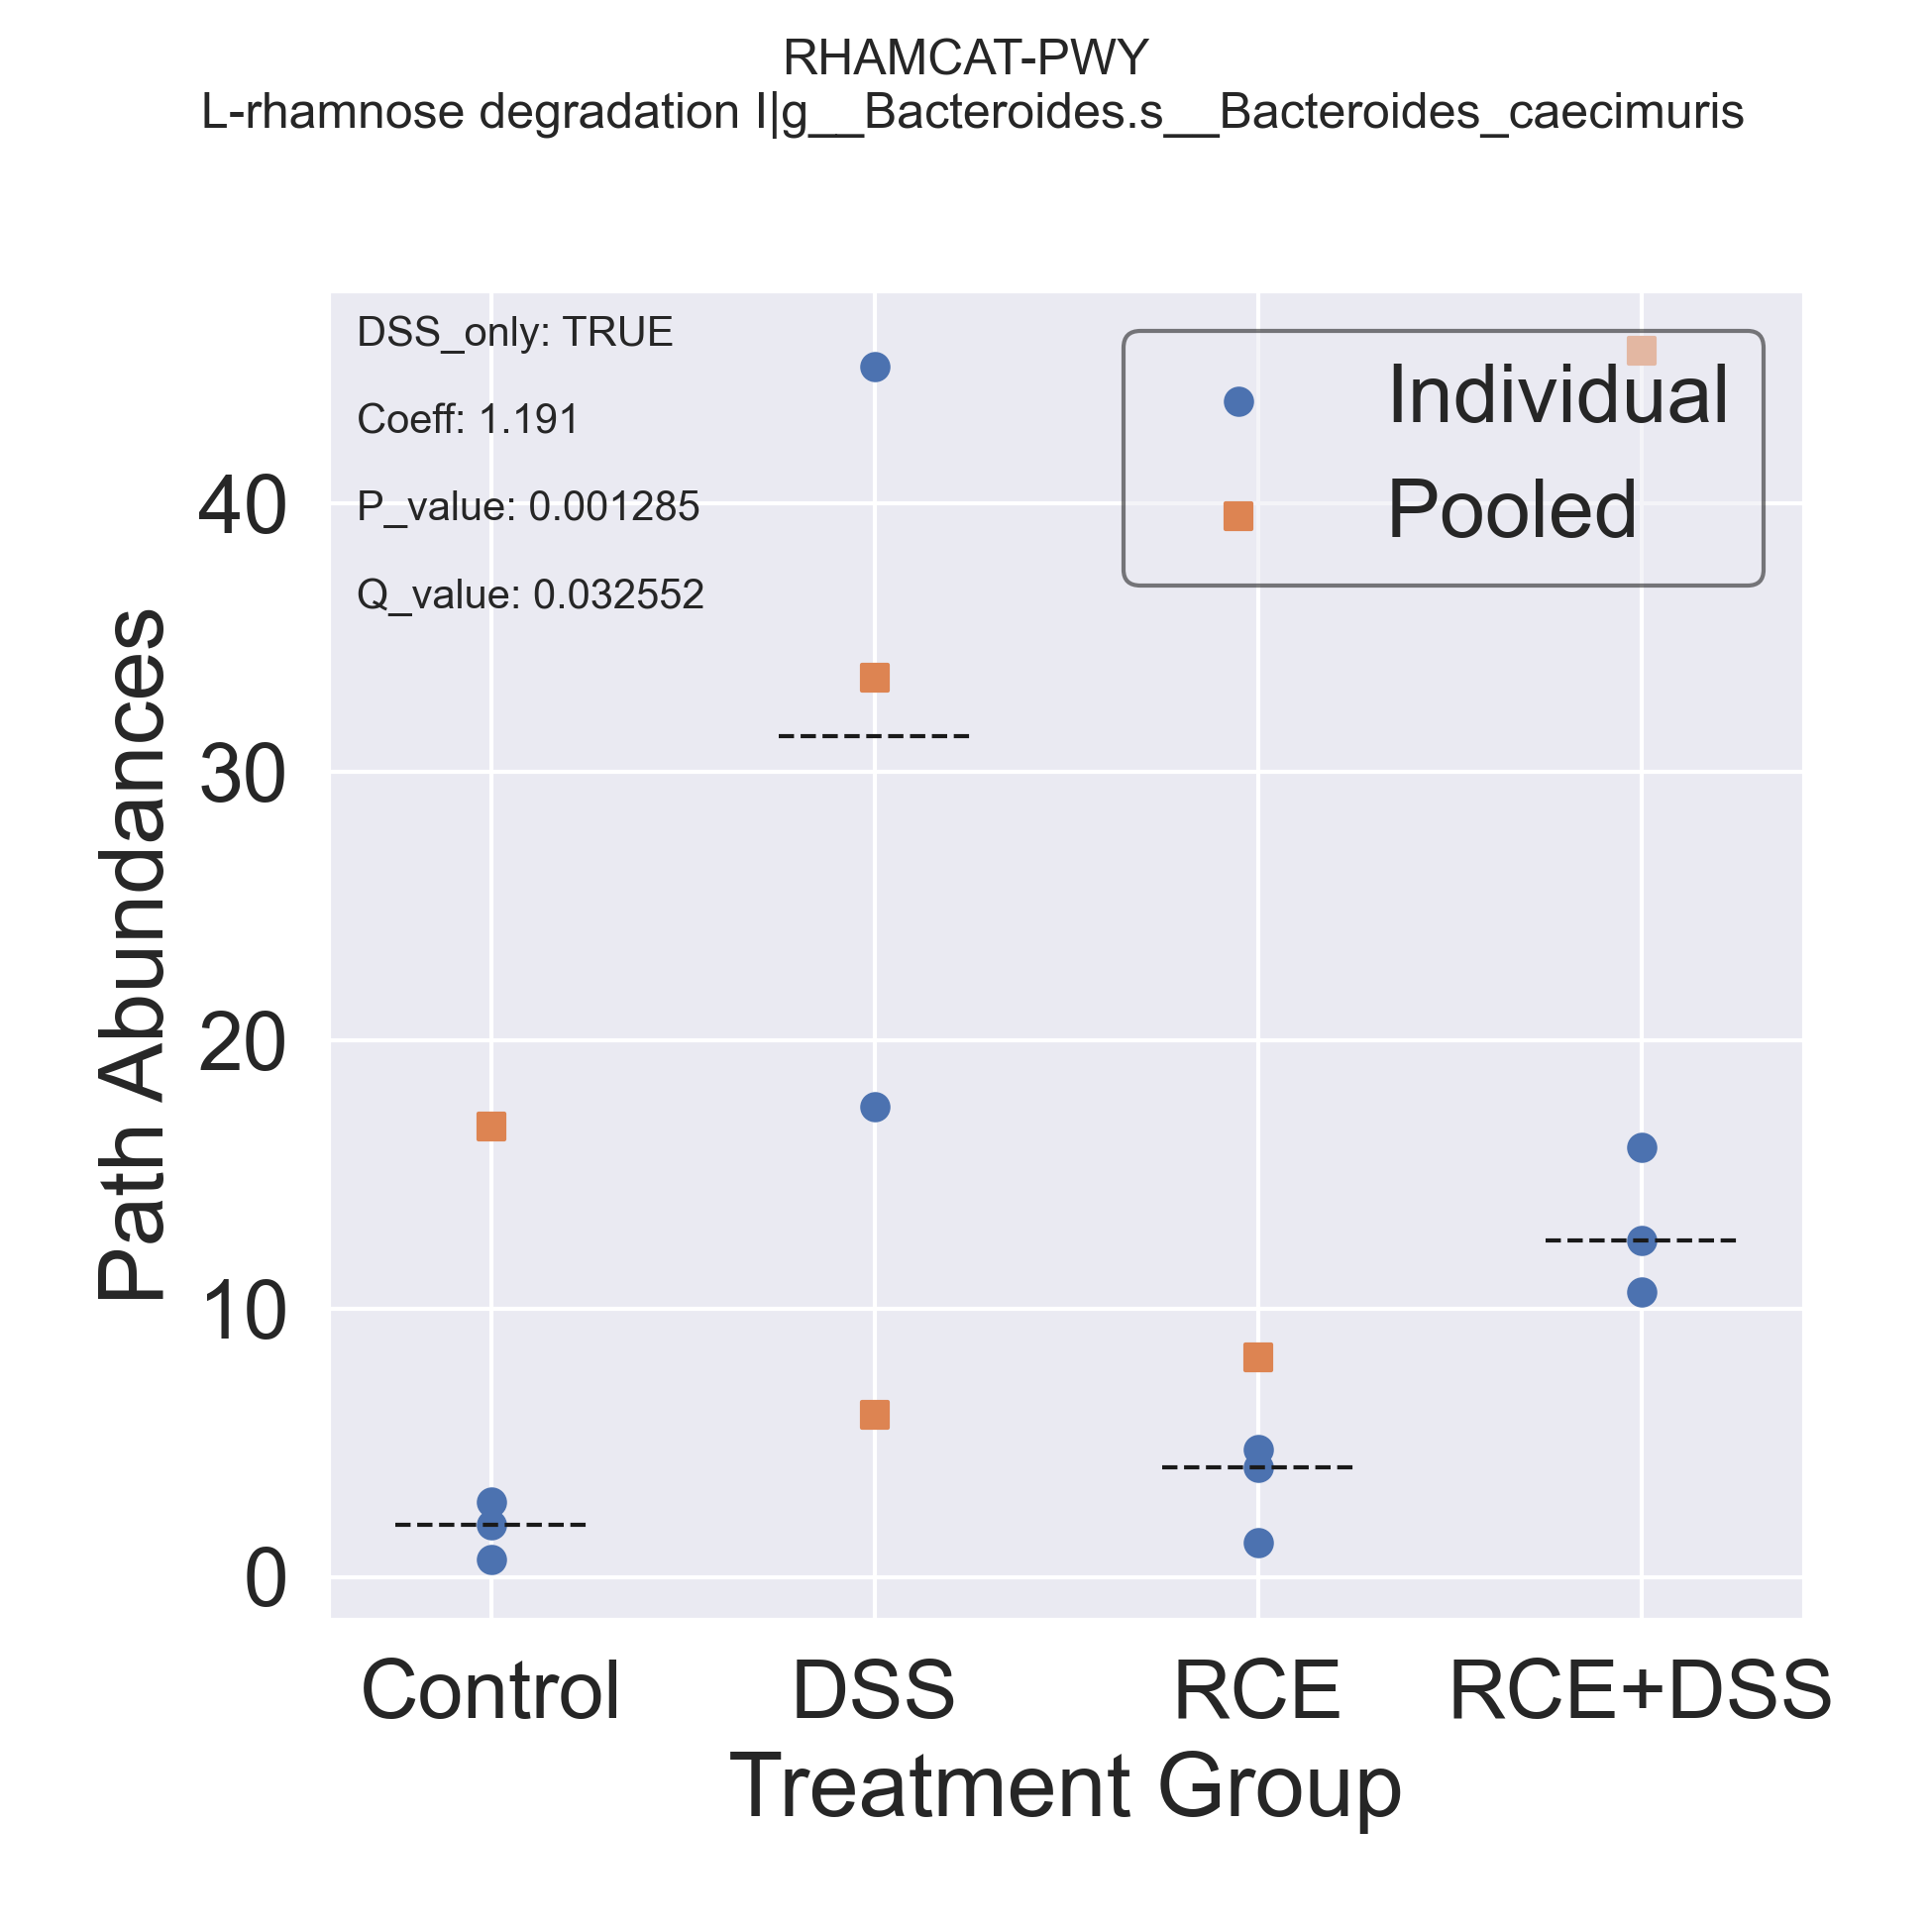 RHAMCAT-PWY
L-rhamnose degradation I|g__Bacteroides.s__Bacteroides_caecimuris
DSS_only: TRUE
Coeff: 1.191
P_value: 0.001285
Q_value: 0.032552
Individual
Pooled
Path Abundances
40
30
20
10
0
Control DSS RCE RCE+DSS
Treatment Group